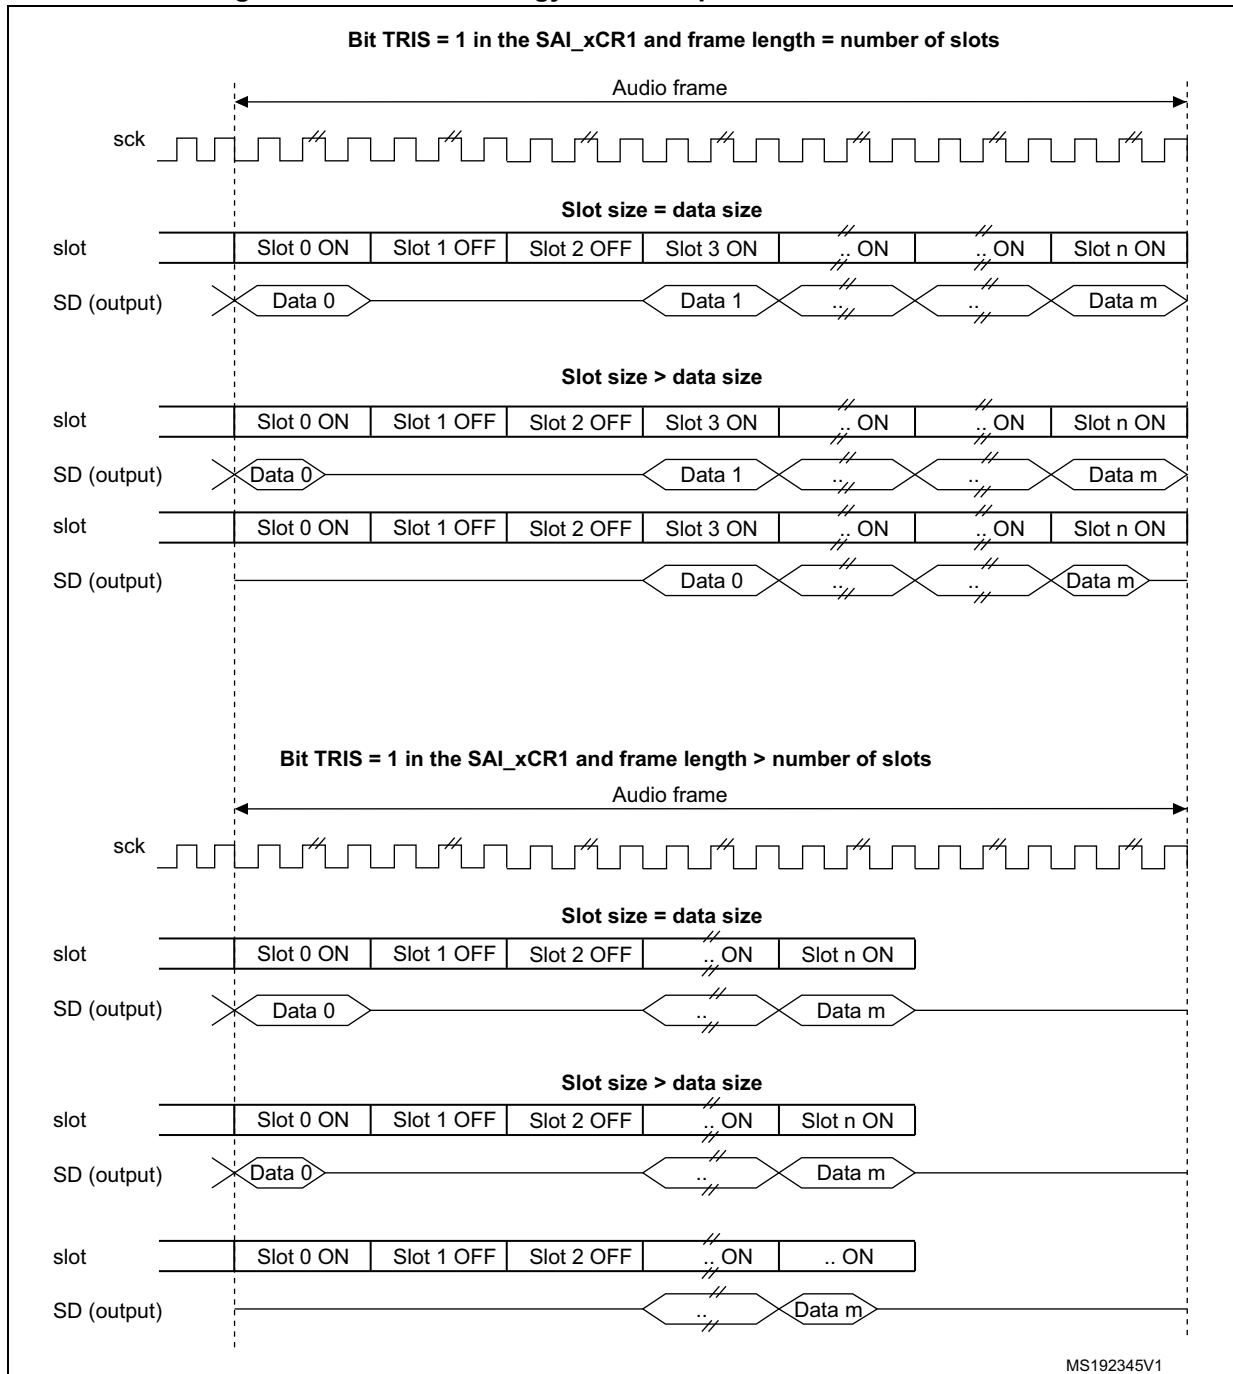 Bit TRIS = 1 in the SAI_xCR1 and frame length = number of slots
Audio frame
sck
Slot size = data size
slot Slot 0 ON Slot 1 OFF Slot 2 OFF Slot 3 ON .. ON .. ON Slot n ON
SD (output) Data 0 Data 1 .. .. Data m
Slot size > data size
slot Slot 0 ON Slot 1 OFF Slot 2 OFF Slot 3 ON .. ON .. ON Slot n ON
SD (output) Data 0 Data 1 .. .. Data m
slot Slot 0 ON Slot 1 OFF Slot 2 OFF Slot 3 ON .. ON .. ON Slot n ON
SD (output) Data 0 .. .. Data m
Bit TRIS = 1 in the SAI_xCR1 and frame length > number of slots
Audio frame
sck
Slot size = data size
slot Slot 0 ON Slot 1 OFF Slot 2 OFF .. ON Slot n ON
SD (output) Data 0 .. Data m
Slot size > data size
slot Slot 0 ON Slot 1 OFF Slot 2 OFF .. ON Slot n ON
SD (output) Data 0 .. Data m
slot Slot 0 ON Slot 1 OFF Slot 2 OFF .. ON .. ON
SD (output) .. Data m
MS192345V1